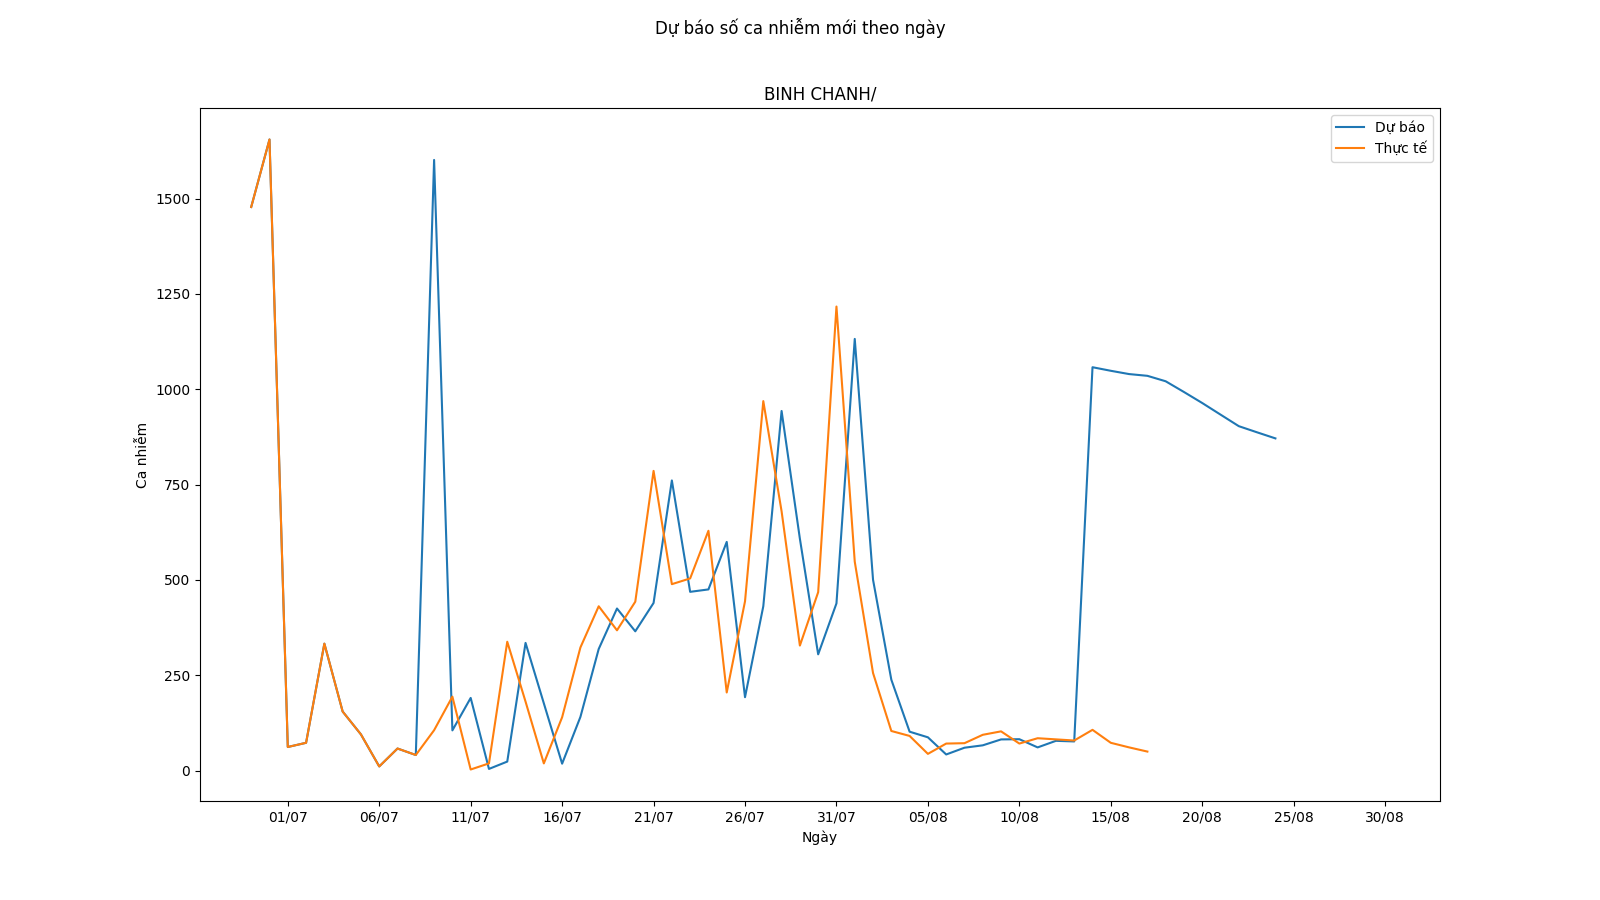 Dự báo số ca nhiễm mới theo ngày
BINH CHANH/
Dự báo
Thực tế
1500
1250
1000
750
500
250
0
Ca nhiễm
01/07 06/07 11/07 16/07 21/07 26/07 31/07 05/08 10/08 15/08 20/08 25/08 30/08
Ngày